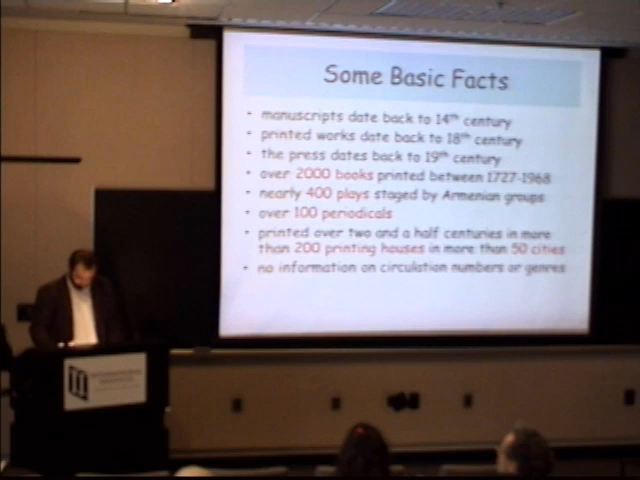 Some Basic Facts
- manuscripts date back to 14th century
- printed works date back to 18th century
- the press dates back to 19th century
- over 2000 books printed between 1727-1968
- nearly 400 plays staged by Armenian groups
- over 100 periodicals
- printed over two and a half centuries in more
than 200 printing houses in more than 50 cities
- no information on circulation numbers or genres